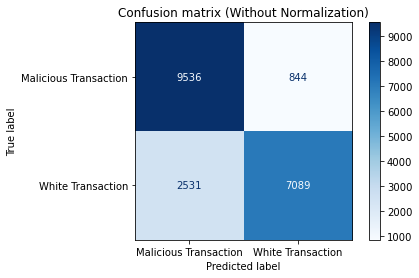 Confusion matrix (Without Normalization)
Malicious Transaction
White Transaction
True label
9536 844
2531 7089
Malicious Transaction White Transaction
Predicted label
9000
8000
7000
6000
5000
4000
3000
2000
1000